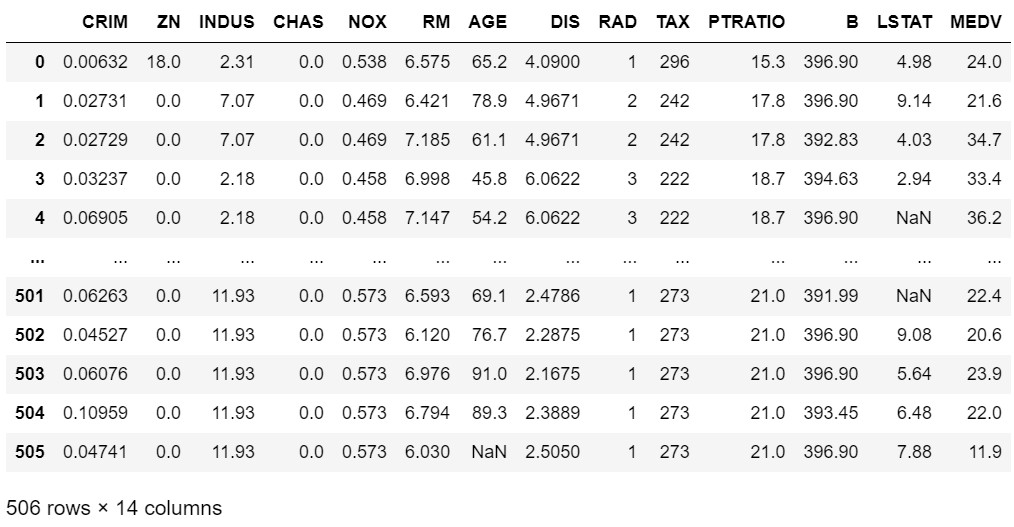 CRIM ZN INDUS CHAS NOX RM AGE DIS RAD TAX PTRATIO B LSTAT MEDV
0 0.00632 18.0 2.31 0.0 0.538 6.575 65.2 4.0900 1 296 15.3 396.90 4.98 24.0
1 0.02731 0.0 7.07 0.0 0.469 6.421 78.9 4.9671 2 242 17.8 396.90 9.14 21.6
2 0.02729 0.0 7.07 0.0 0.469 7.185 61.1 4.9671 2 242 17.8 392.83 4.03 34.7
3 0.03237 0.0 2.18 0.0 0.458 6.998 45.8 6.0622 3 222 18.7 394.63 2.94 33.4
4 0.06905 0.0 2.18 0.0 0.458 7.147 54.2 6.0622 3 222 18.7 396.90 NaN 36.2
... ... ... ... ... ... ... ... ... ... ... ... ... ... ...
501 0.06263 0.0 11.93 0.0 0.573 6.593 69.1 2.4786 1 273 21.0 391.99 NaN 22.4
502 0.04527 0.0 11.93 0.0 0.573 6.120 76.7 2.2875 1 273 21.0 396.90 9.08 20.6
503 0.06076 0.0 11.93 0.0 0.573 6.976 91.0 2.1675 1 273 21.0 396.90 5.64 23.9
504 0.10959 0.0 11.93 0.0 0.573 6.794 89.3 2.3889 1 273 21.0 393.45 6.48 22.0
505 0.04741 0.0 11.93 0.0 0.573 6.030 NaN 2.5050 1 273 21.0 396.90 7.88 11.9
506 rows × 14 columns